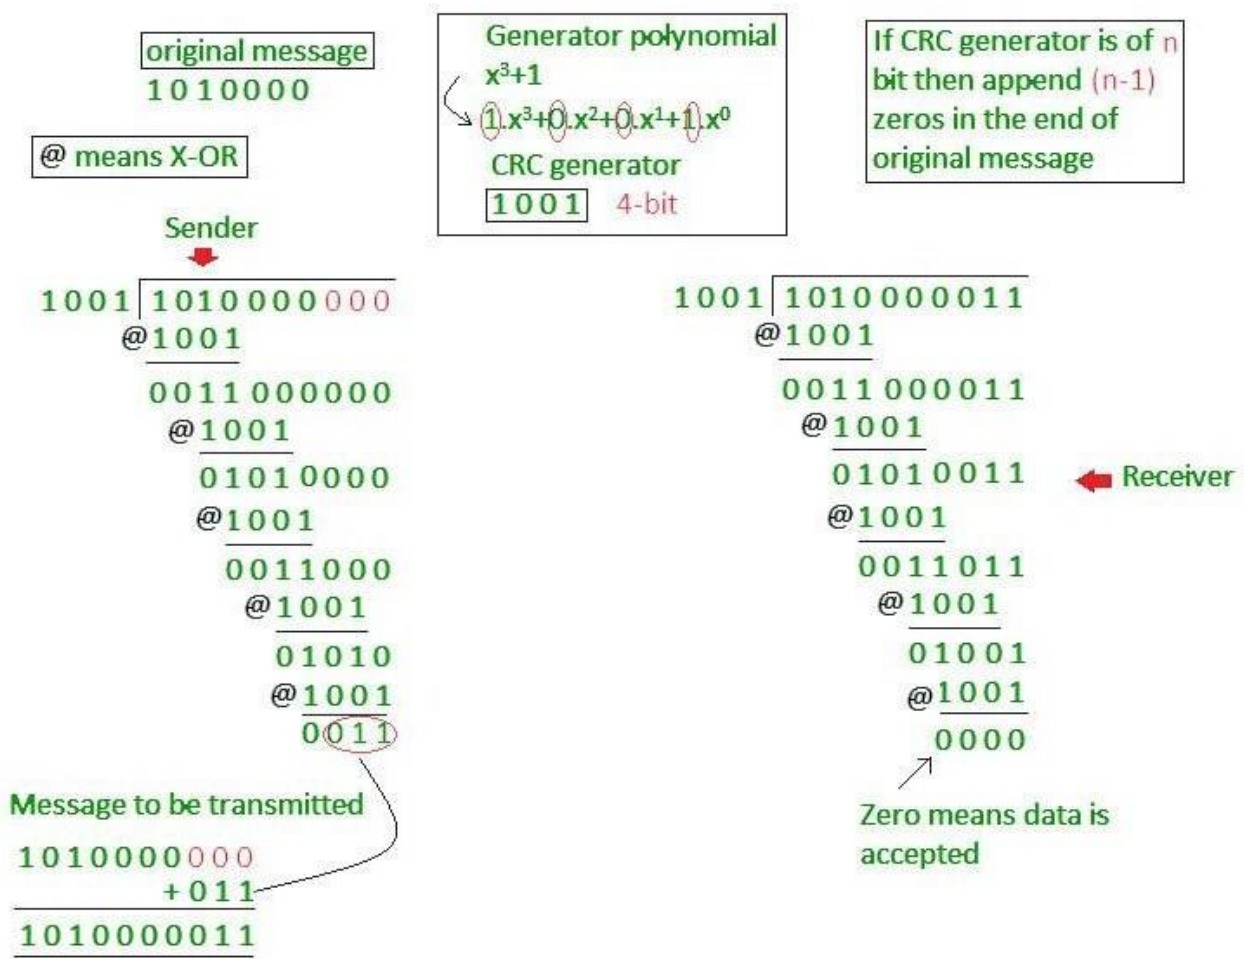 original message
1010000
@ means X-OR
Generator polynomial
x³+1
1.x³+0.x²+0.x¹+1.x⁰
CRC generator
1001 4-bit
If CRC generator is of n
bit then append (n-1)
zeros in the end of
original message
Sender
1001 1010000000
@1001
0011000000
@1001
01010000
@1001
0011000
@1001
01010
@1001
0011
Message to be transmitted
1010000000
+011
1010000011
1001 1010000011
@1001
0011000011
@1001
01010011
@1001
0011011
@1001
01001
@1001
0000
Receiver
Zero means data is
accepted